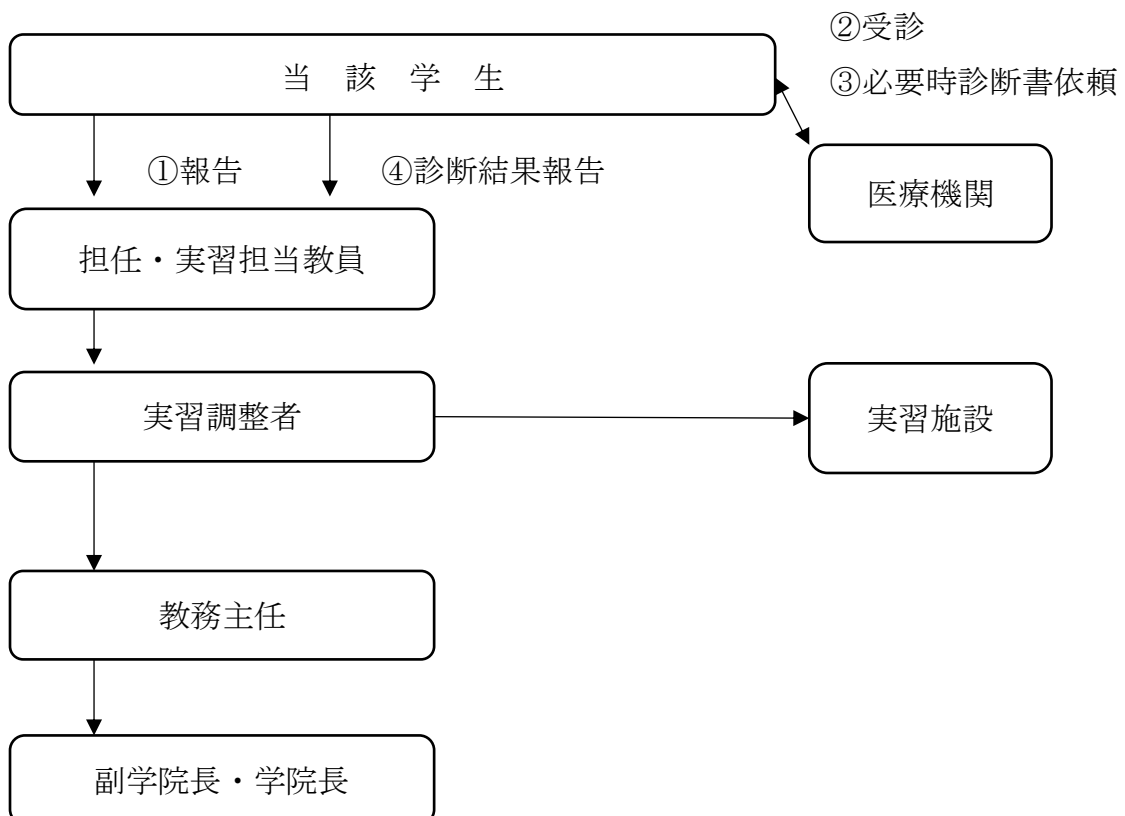 ②受診
当 該 学 生
③必要時診断書依頼
①報告
④診断結果報告
医療機関
担任・実習担当教員
実習調整者
実習施設
教務主任
副学院長・学院長